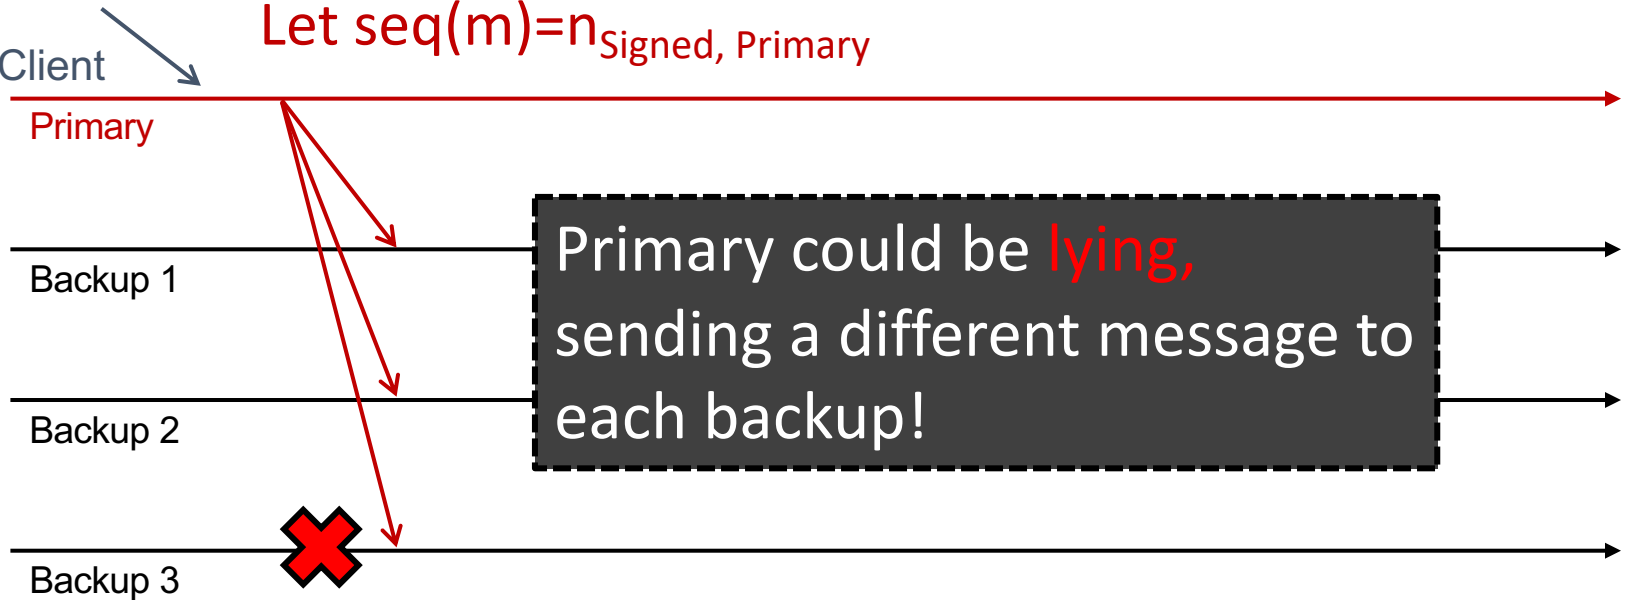 Let seq(m)=nSigned, Primary
Client
Primary
Primary could be lying,
Backup 1
sending a different message to
each backup!
Backup 2
Backup 3